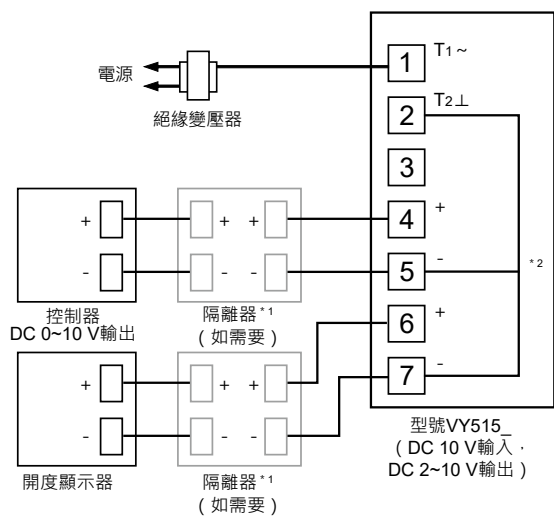 電源
絕緣變壓器
1 T1～
2 T2⊥
3
4 +
5 -
6 +
7 -
*2
+ + +
- - -
控制器
DC 0~10 V輸出
隔離器*1
（如需要）
+ + +
- - -
開度顯示器
隔離器*1
（如需要）
型號VY515_
（DC 10 V輸入．
DC 2~10 V輸出）